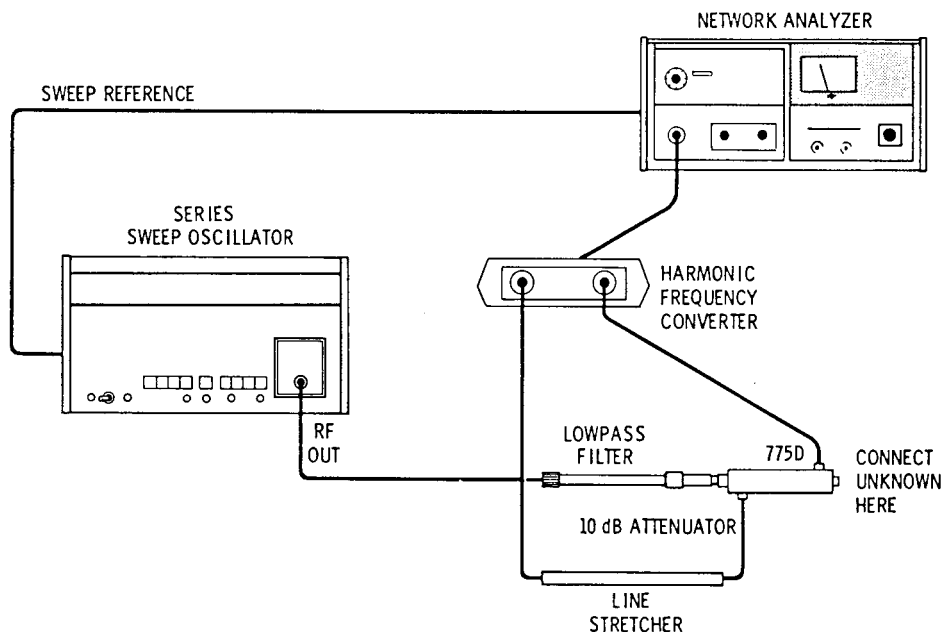 NETWORK ANALYZER
SWEEP REFERENCE
SERIES
SWEEP OSCILLATOR
HARMONIC
FREQUENCY
CONVERTER
RF
OUT
LOWPASS
FILTER
775D
CONNECT
UNKNOWN
HERE
10 dB ATTENUATOR
LINE
STRETCHER